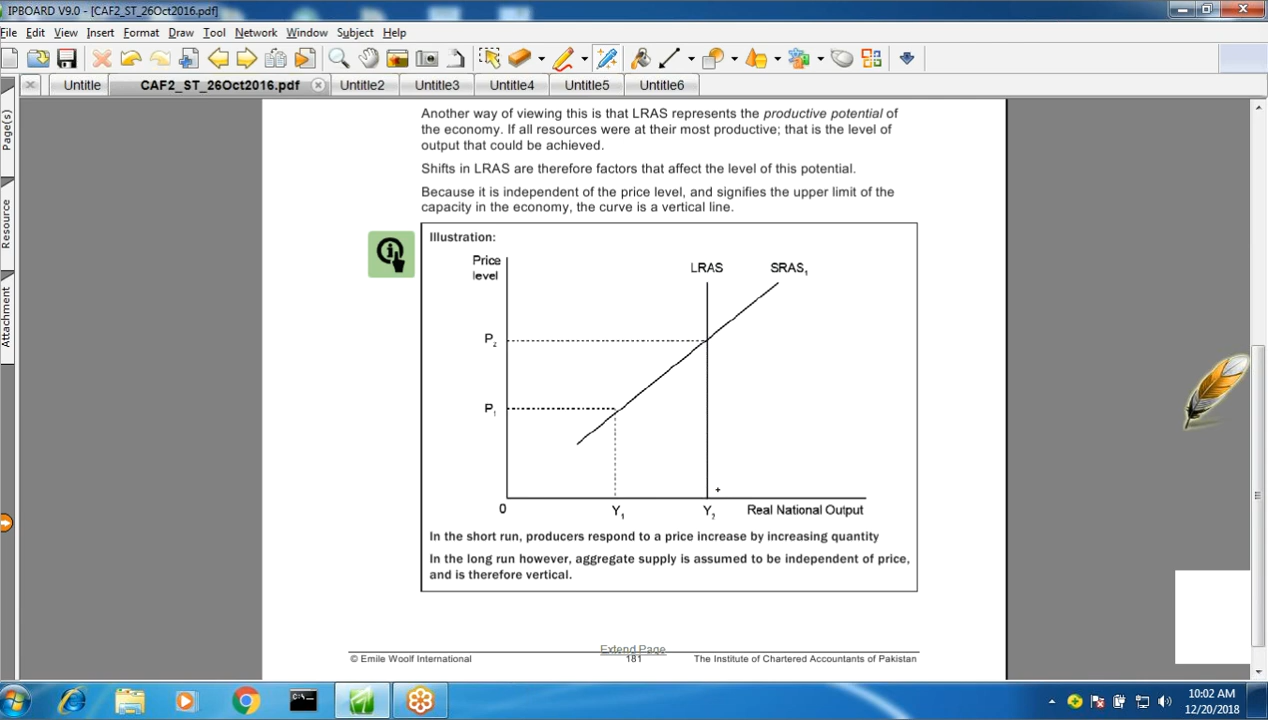 IPBOARD V9.0 - [CAF2_ST_26Oct2016.pdf]
File Edit View Insert Format Draw Tool Network Window Subject Help
Untitle CAF2_ST_26Oct2016.pdf Untitle2 Untitle3 Untitle4 Untitle5 Untitle6
Page(s)
Resource
Attachment
Another way of viewing this is that LRAS represents the productive potential of
the economy. If all resources were at their most productive; that is the level of
output that could be achieved.
Shifts in LRAS are therefore factors that affect the level of this potential.
Because it is independent of the price level, and signifies the upper limit of the
capacity in the economy, the curve is a vertical line.
Illustration:
Price
level
LRAS SRAS1
P2
P1
0 Y1 Y2 Real National Output
In the short run, producers respond to a price increase by increasing quantity
In the long run however, aggregate supply is assumed to be independent of price,
and is therefore vertical.
Extend Page
© Emile Woolf International 181 The Institute of Chartered Accountants of Pakistan
10:02 AM
12/20/2018